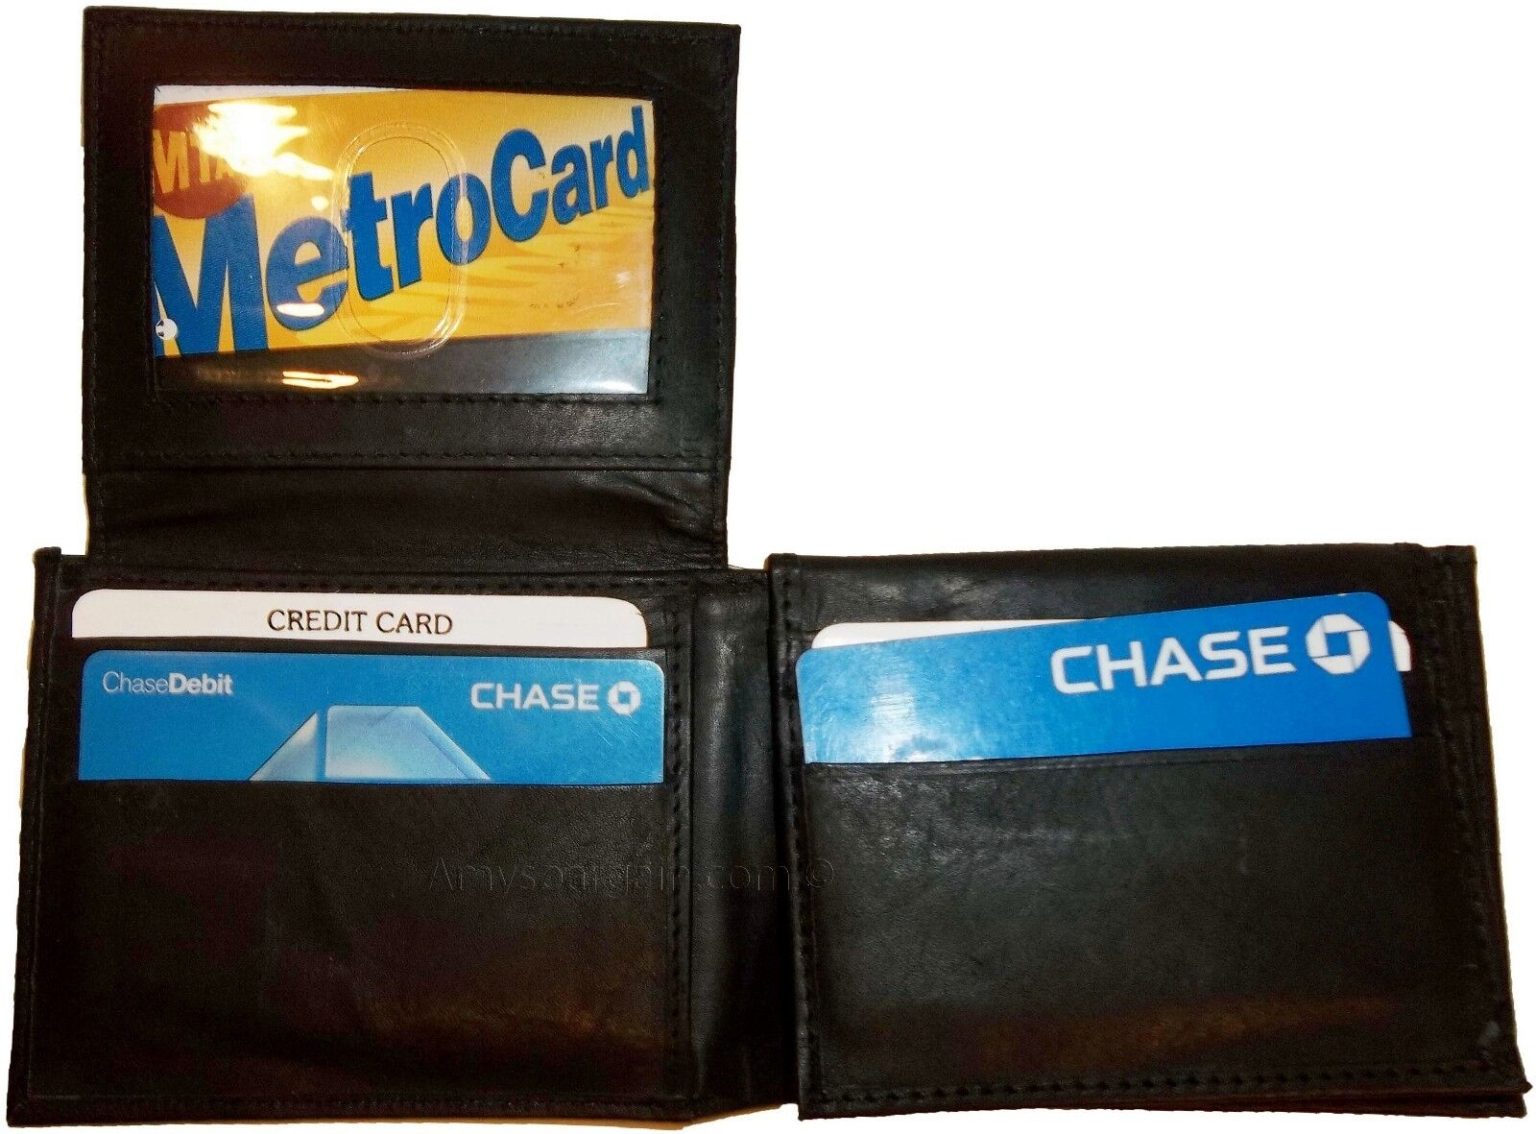 MTA
MetroCard
CREDIT CARD
ChaseDebit CHASE
CHASE